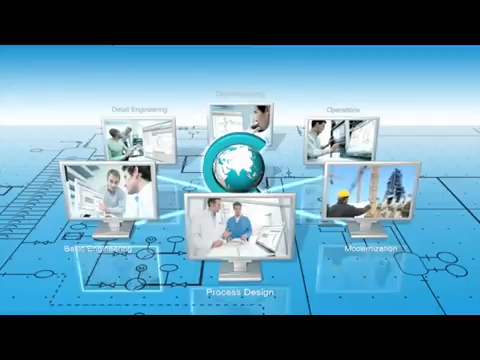 Detail Engineering
Operations
Basic Engineering
Modernization
Process Design